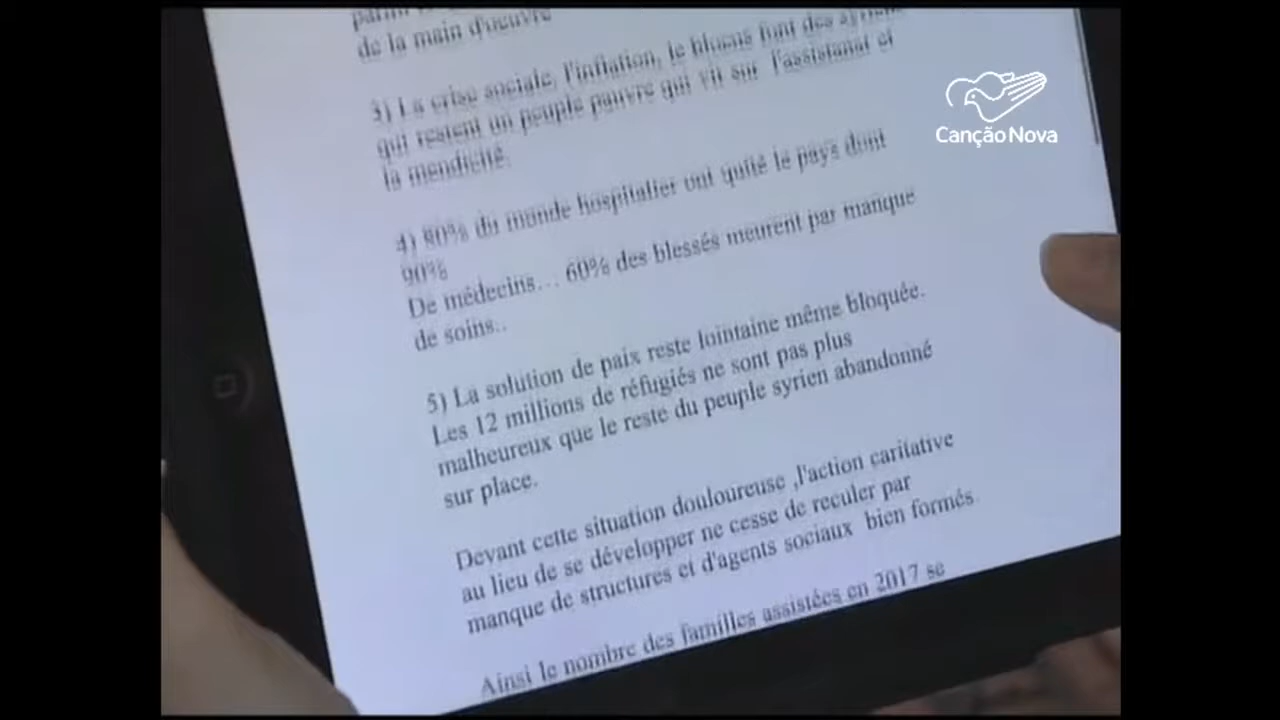 de la main d'oeuvre
3) La crise sociale, l'inflation, le blocus font des syriens
qui restent un peuple pauvre qui vit sur l'assistanat et
la mendicité.
4) 80% du monde hospitalier ont quité le pays dont
90%
De médecins... 60% des blessés meurent par manque
de soins..
5) La solution de paix reste lointaine même bloquée.
Les 12 millions de réfugiés ne sont pas plus
malheureux que le reste du peuple syrien abandonné
sur place.
Devant cette situation douloureuse ,l'action caritative
au lieu de se développer ne cesse de reculer par
manque de structures et d'agents sociaux bien formés
Ainsi le nombre des familles assistées en 2017 se
Canção Nova